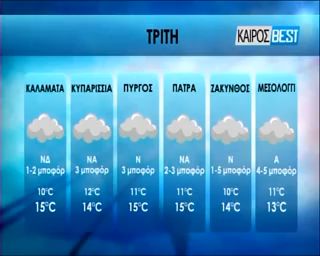 ΤΡΙΤΗ
ΚΑΙΡΟΣ BEST
ΚΑΛΑΜΑΤΑ ΚΥΠΑΡΙΣΣΙΑ ΠΥΡΓΟΣ ΠΑΤΡΑ ΖΑΚΥΝΘΟΣ ΜΕΣΟΛΟΓΓΙ
ΝΔ ΝΑ Ν ΝΑ Ν Α
1-2 μποφόρ 3 μποφόρ 3 μποφόρ 2-3 μποφόρ 1-5 μποφόρ 4-5 μποφόρ
10°C 12°C 11°C 11°C 10°C 11°C
15°C 14°C 15°C 15°C 14°C 13°C